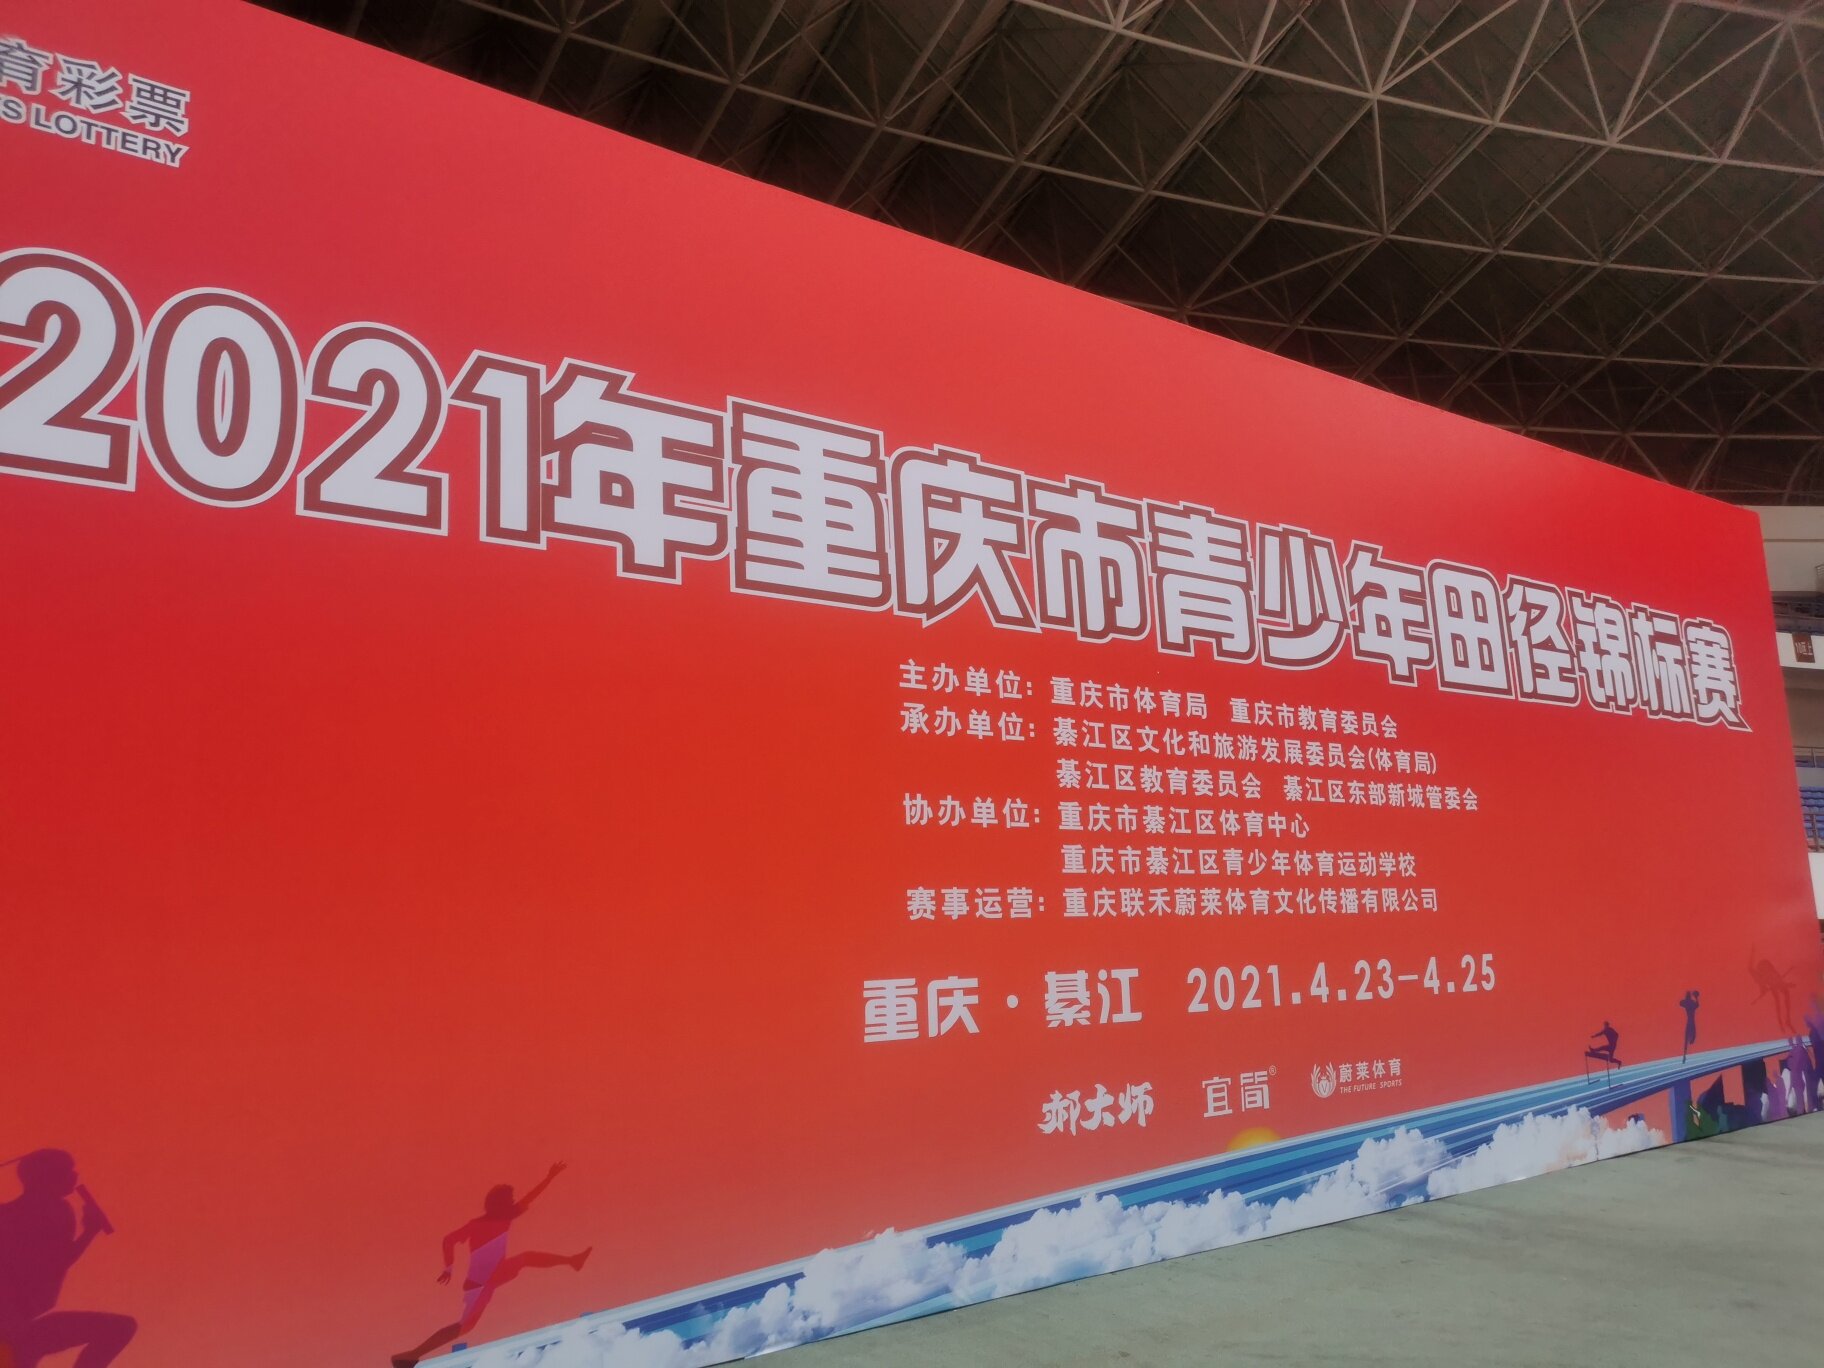 育彩票
S LOTTERY
2021年重庆市青少年田径锦标赛
主办单位：重庆市体育局 重庆市教育委员会
承办单位：綦江区文化和旅游发展委员会(体育局)
綦江区教育委员会 綦江区东部新城管委会
协办单位：重庆市綦江区体育中心
重庆市綦江区青少年体育运动学校
赛事运营：重庆联禾蔚莱体育文化传播有限公司
重庆·綦江 2021.4.23-4.25
郝大师 宜简® 蔚莱体育
THE FUTURE SPORTS